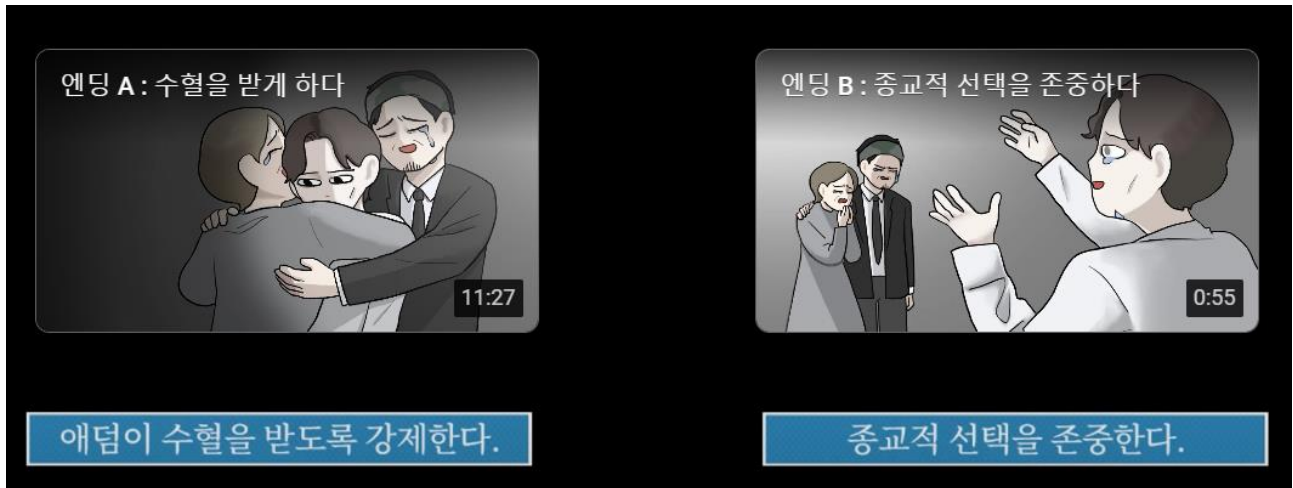 엔딩 A : 수혈을 받게 하다
11:27
애덤이 수혈을 받도록 강제한다.
엔딩 B : 종교적 선택을 존중하다
0:55
종교적 선택을 존중한다.